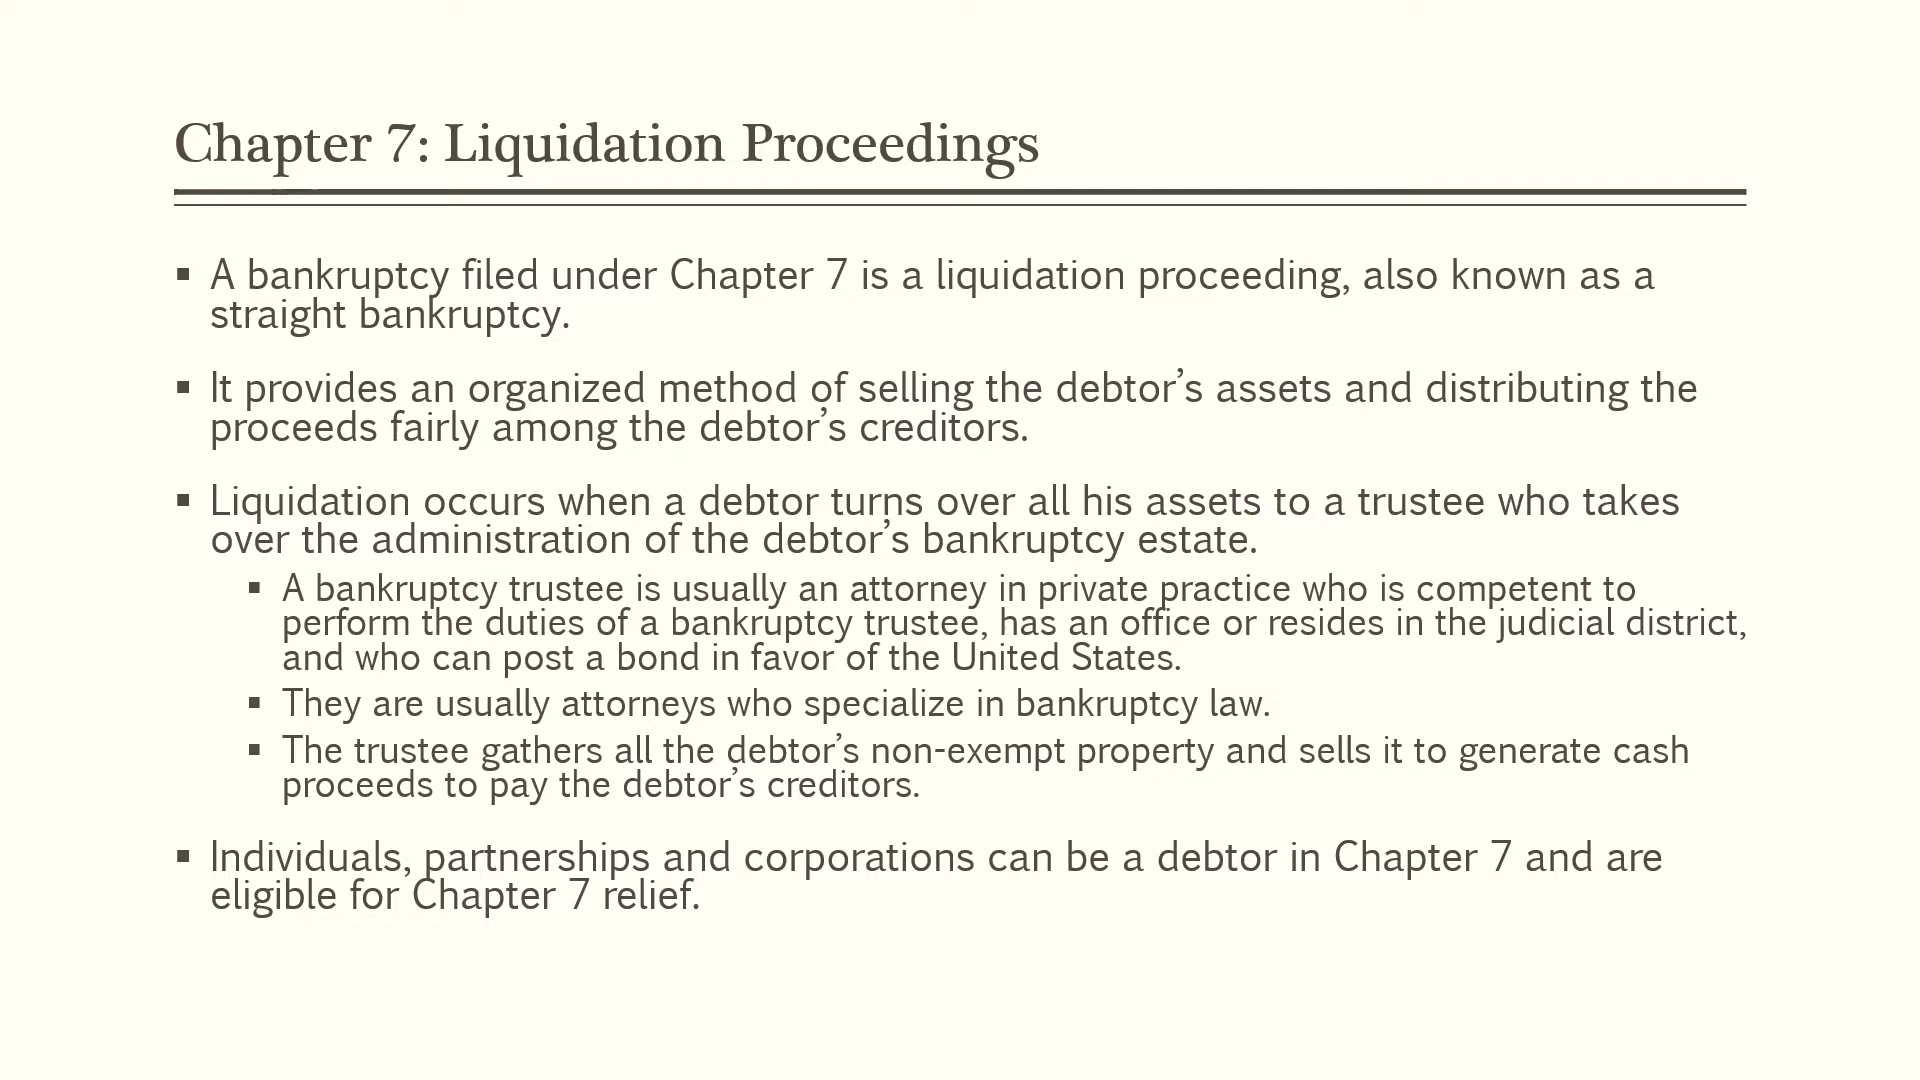 Chapter 7: Liquidation Proceedings
▪ A bankruptcy filed under Chapter 7 is a liquidation proceeding, also known as a
straight bankruptcy.
▪ It provides an organized method of selling the debtor’s assets and distributing the
proceeds fairly among the debtor’s creditors.
▪ Liquidation occurs when a debtor turns over all his assets to a trustee who takes
over the administration of the debtor’s bankruptcy estate.
▪ A bankruptcy trustee is usually an attorney in private practice who is competent to
perform the duties of a bankruptcy trustee, has an office or resides in the judicial district,
and who can post a bond in favor of the United States.
▪ They are usually attorneys who specialize in bankruptcy law.
▪ The trustee gathers all the debtor’s non-exempt property and sells it to generate cash
proceeds to pay the debtor’s creditors.
▪ Individuals, partnerships and corporations can be a debtor in Chapter 7 and are
eligible for Chapter 7 relief.